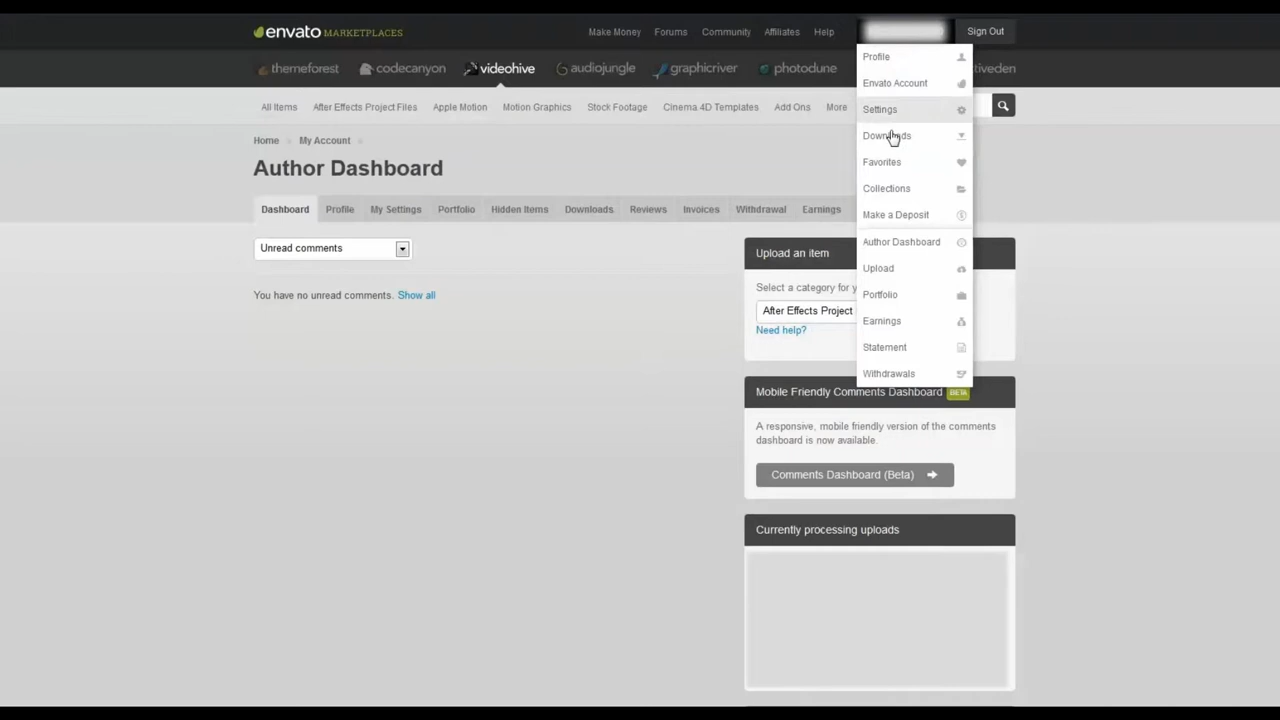 envato MARKETPLACES
Make Money Forums Community Affiliates Help Sign Out
themeforest codecanyon videohive audiojungle graphicriver photodune
Profile
Envato Account
Settings
Downloads
Favorites
Collections
Make a Deposit
Author Dashboard
Upload
Portfolio
Earnings
Statement
Withdrawals
All Items After Effects Project Files Apple Motion Motion Graphics Stock Footage Cinema 4D Templates Add Ons More
Home My Account
Author Dashboard
Dashboard Profile My Settings Portfolio Hidden Items Downloads Reviews Invoices Withdrawal Earnings
Unread comments
You have no unread comments. Show all
Upload an item
Select a category for
After Effects Project
Need help?
Mobile Friendly Comments Dashboard BETA
A responsive, mobile friendly version of the comments
dashboard is now available.
Comments Dashboard (Beta)
Currently processing uploads